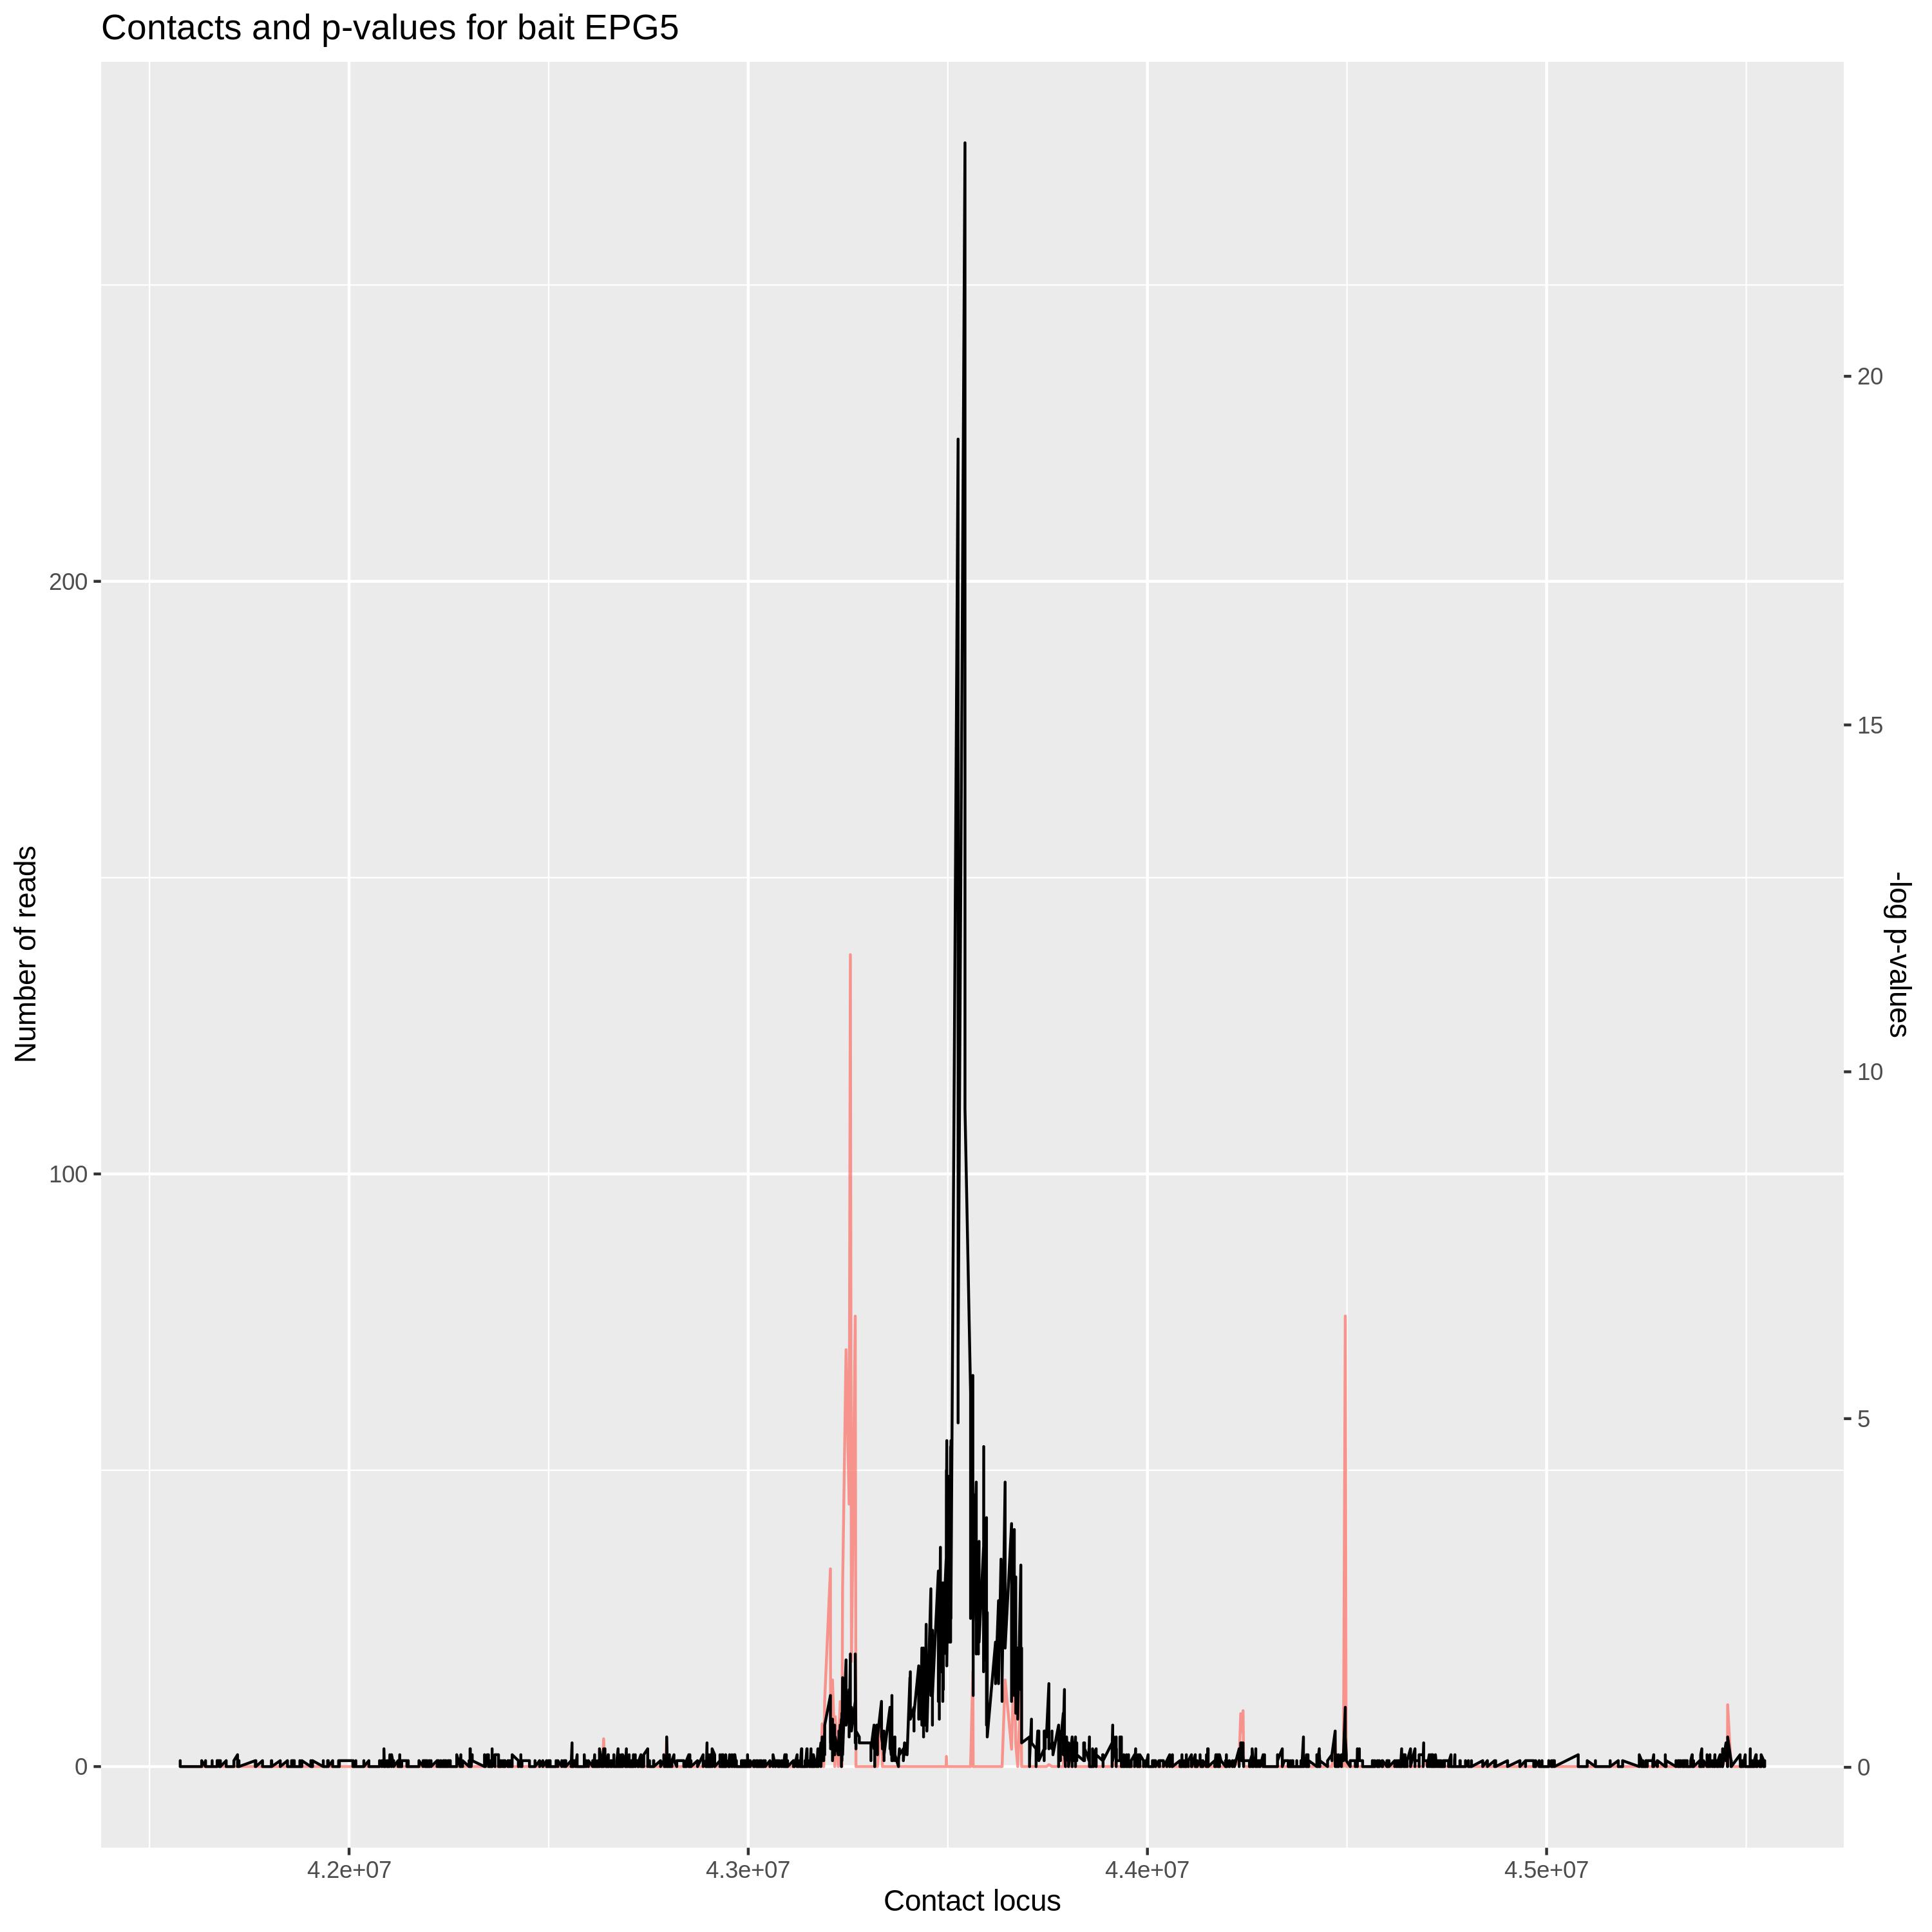 Contacts and p-values for bait EPG5
Number of reads
200
100
0
20
15
10
5
0
-log p-values
4.2e+07
4.3e+07
4.4e+07
4.5e+07
Contact locus